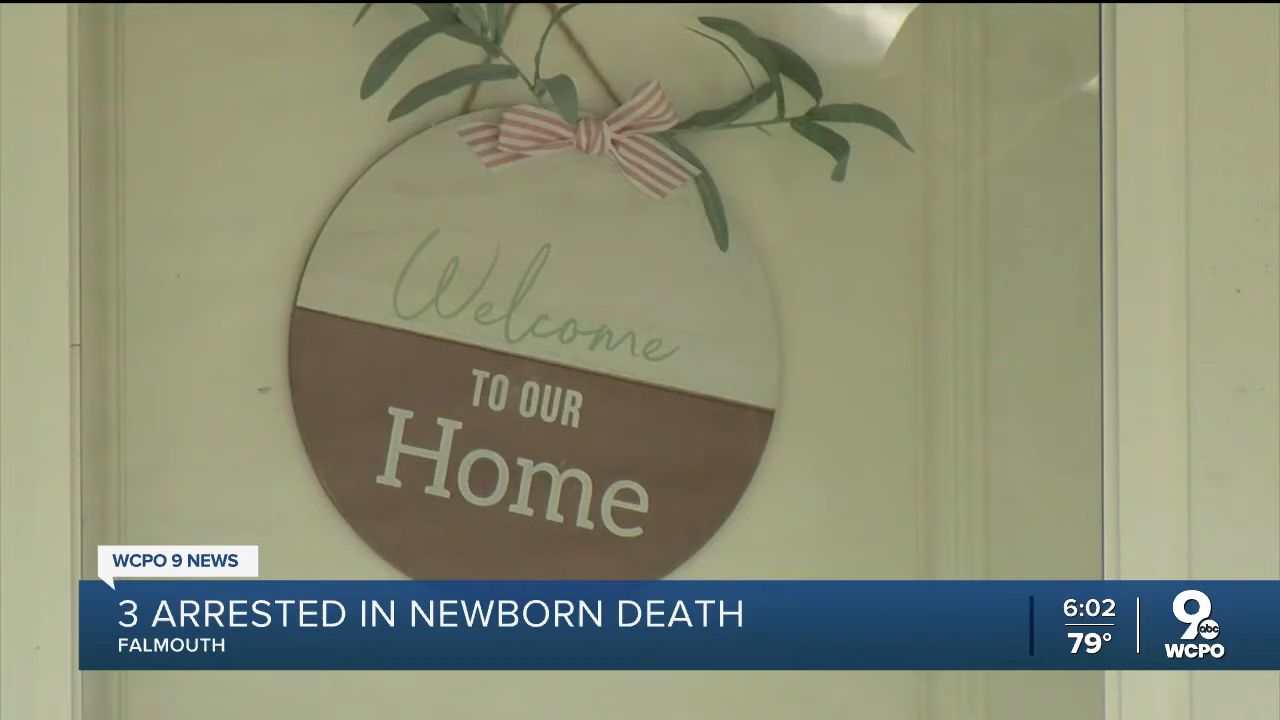 Welcome
TO OUR
Home
WCPO 9 NEWS
3 ARRESTED IN NEWBORN DEATH
FALMOUTH
6:02
79°
9 abc
WCPO